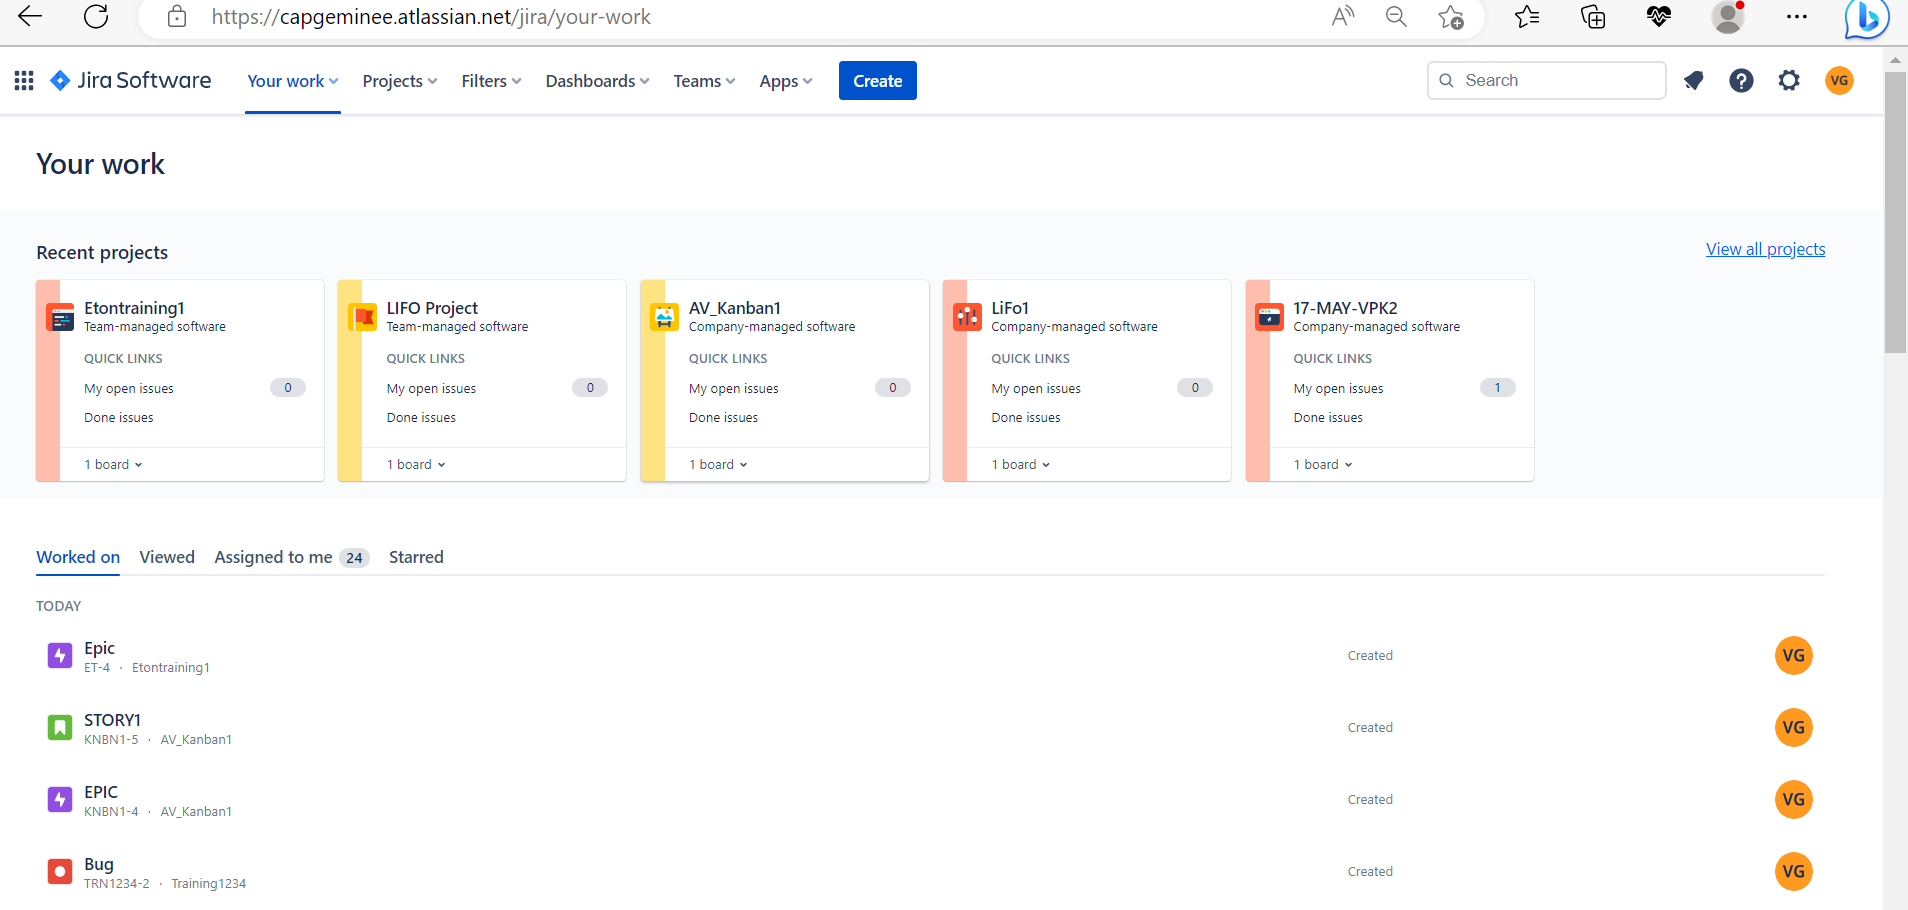 https://capgeminee.atlassian.net/jira/your-work
Jira Software Your work Projects Filters Dashboards Teams Apps Create Search VG
Your work
Recent projects View all projects
Etontraining1
Team-managed software
QUICK LINKS
My open issues 0
Done issues
1 board
LIFO Project
Team-managed software
QUICK LINKS
My open issues 0
Done issues
1 board
AV_Kanban1
Company-managed software
QUICK LINKS
My open issues 0
Done issues
1 board
LiFo1
Company-managed software
QUICK LINKS
My open issues 0
Done issues
1 board
17-MAY-VPK2
Company-managed software
QUICK LINKS
My open issues 1
Done issues
1 board
Worked on Viewed Assigned to me 24 Starred
TODAY
Epic
ET-4 · Etontraining1
Created VG
STORY1
KNBN1-5 · AV_Kanban1
Created VG
EPIC
KNBN1-4 · AV_Kanban1
Created VG
Bug
TRN1234-2 · Training1234
Created VG